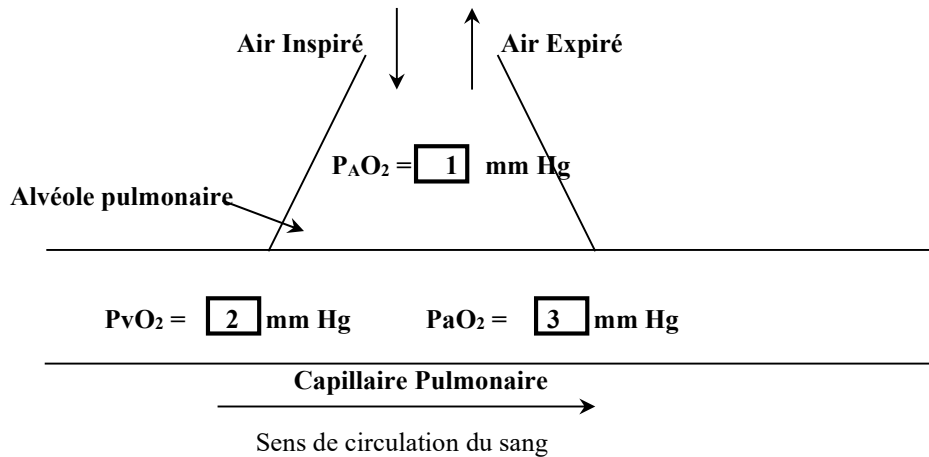 Air Inspiré Air Expiré
PAO₂ = 1 mm Hg
Alvéole pulmonaire
PvO₂ = 2 mm Hg PaO₂ = 3 mm Hg
Capillaire Pulmonaire
Sens de circulation du sang